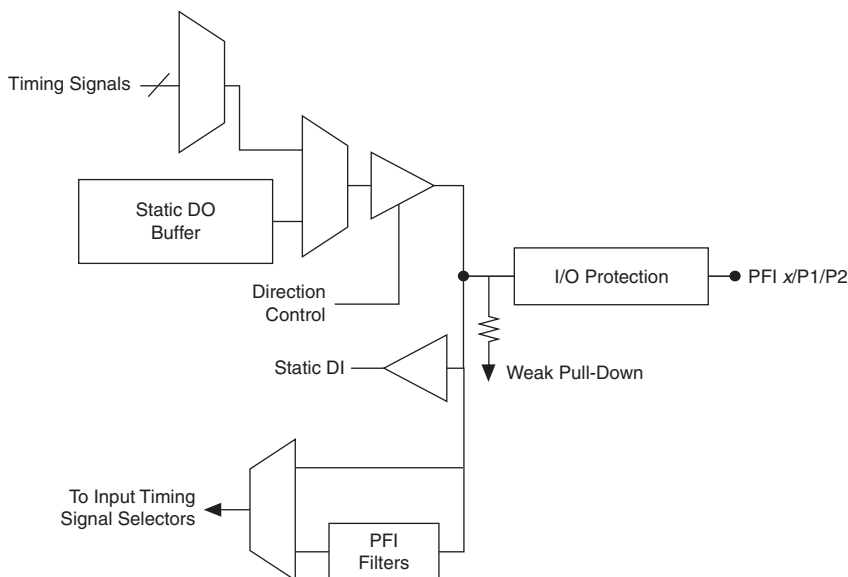 Timing Signals
Static DO
Buffer
I/O Protection
PFI x/P1/P2
Direction
Control
Static DI
Weak Pull-Down
To Input Timing
Signal Selectors
PFI
Filters